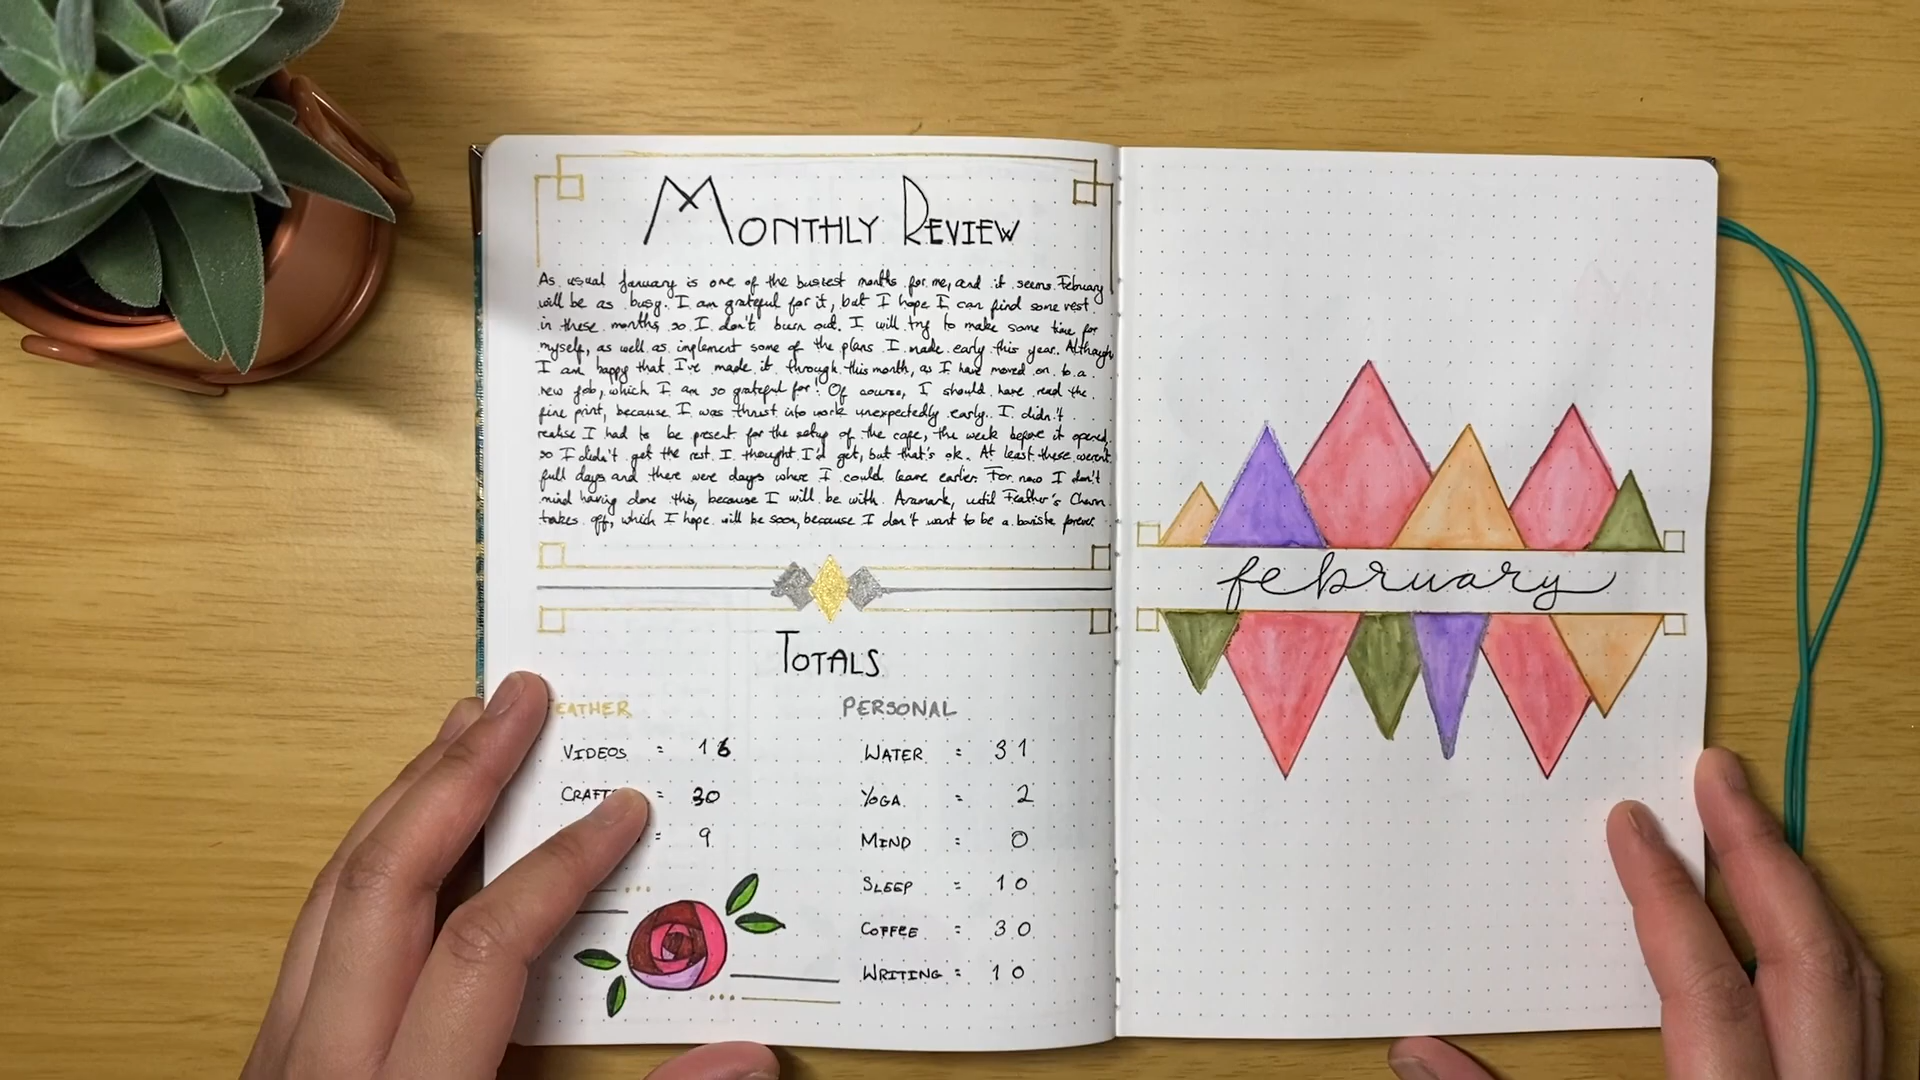 Monthly Review
As usual January is one of the busiest months for me, and it seems February
will be as busy. I am grateful for it, but I hope I can find some rest
in these months so I don't burn out. I will try to make some time for
myself, as well as implement some of the plans I made early this year. Although
I am happy that I've made it through this month, as I have moved on to a
new job, which I am so grateful for! Of course, I should have read the
fine print, because I was thrust into work unexpectedly early. I didn't
realise I had to be present for the setup of the cafe, the week before it opened,
so I didn't get the rest I thought I'd get, but that's ok. At least these weren't
full days and there were days where I could leave earlier. For now I don't
mind having done this, because I will be with Aramark, until Feather's Charm
takes off, which I hope will be soon, because I don't want to be a barista forever
february
Totals
EATHER PERSONAL
VIDEOS = 16 WATER = 31
CRAFT = 30 YOGA = 2
= 9 MIND = 0
SLEEP = 10
COFFEE = 30
WRITING = 10